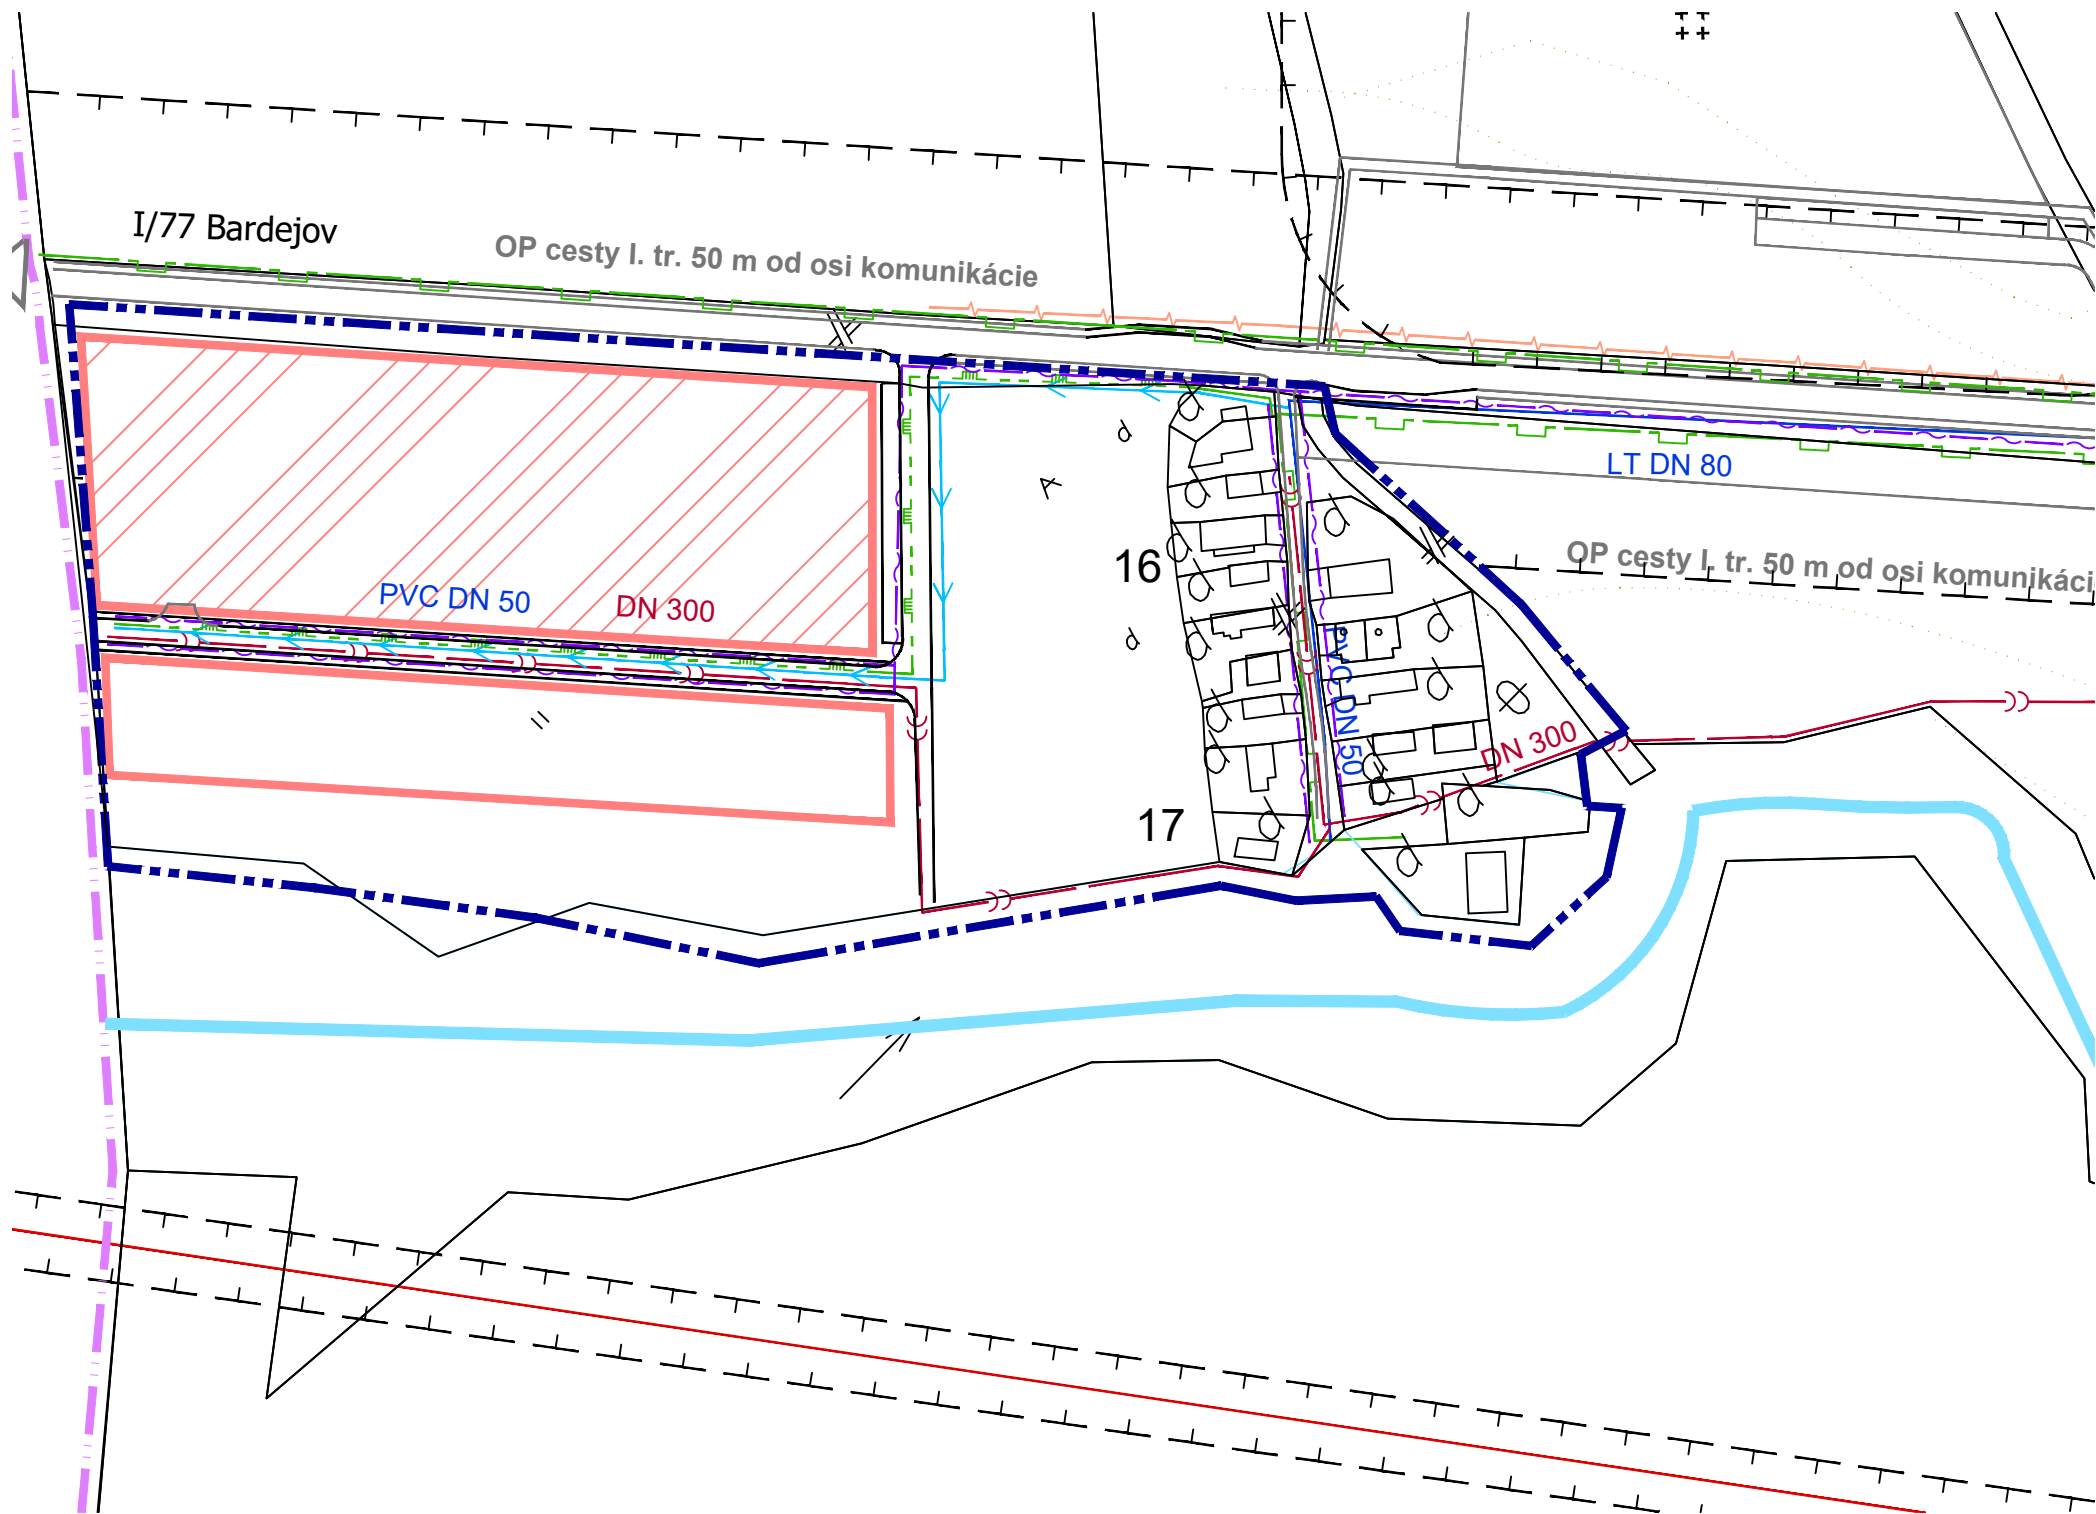 I/77 Bardejov
OP cesty I. tr. 50 m od osi komunikácie
LT DN 80
OP cesty I. tr. 50 m od osi
16
PVC DN 50
DN 300
PVC DN 50
DN 300
17